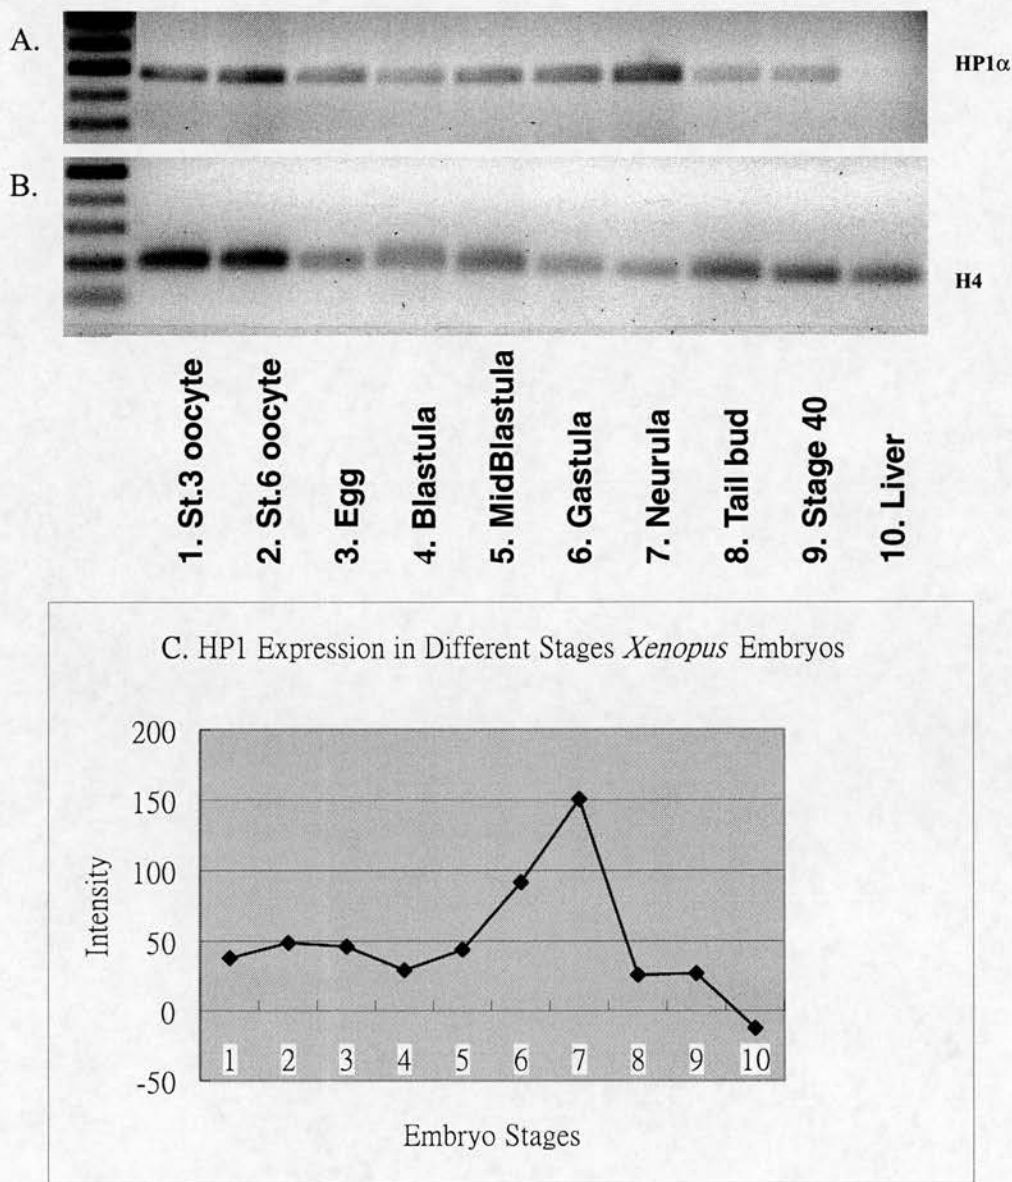 A.
HP1α
B.
H4
1. St.3 oocyte
2. St.6 oocyte
3. Egg
4. Blastula
5. MidBlastula
6. Gastula
7. Neurula
8. Tail bud
9. Stage 40
10. Liver
C. HP1 Expression in Different Stages Xenopus Embryos
200
150
100
50
0
-50
Intensity
1 2 3 4 5 6 7 8 9 10
Embryo Stages